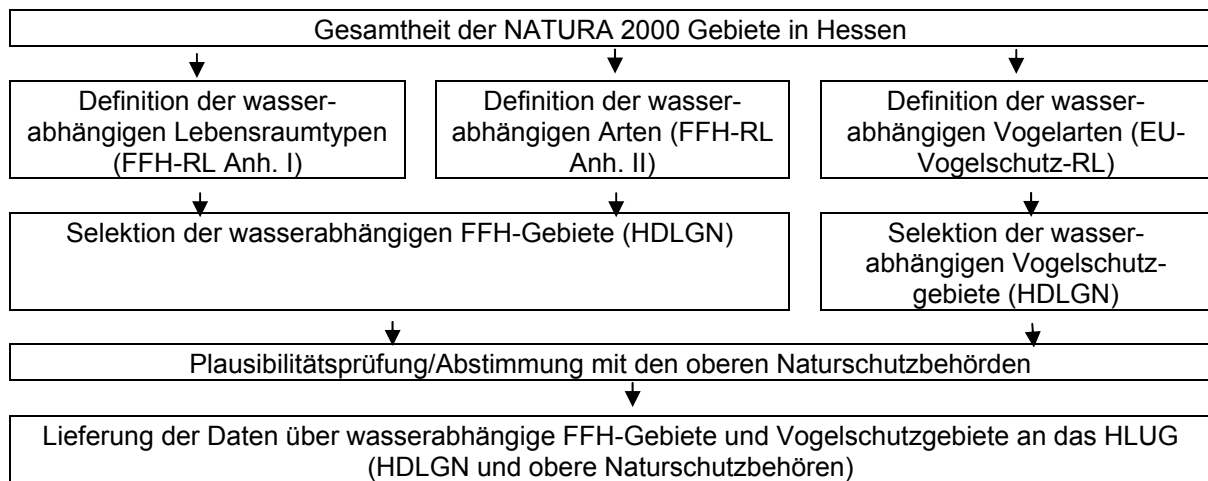 Gesamtheit der NATURA 2000 Gebiete in Hessen
Definition der wasser-
abhängigen Lebensraumtypen
(FFH-RL Anh. I)
Definition der wasser-
abhängigen Arten (FFH-RL
Anh. II)
Definition der wasser-
abhängigen Vogelarten (EU-
Vogelschutz-RL)
Selektion der wasserabhängigen FFH-Gebiete (HDLGN)
Selektion der wasser-
abhängigen Vogelschutz-
gebiete (HDLGN)
Plausibilitätsprüfung/Abstimmung mit den oberen Naturschutzbehörden
Lieferung der Daten über wasserabhängige FFH-Gebiete und Vogelschutzgebiete an das HLUG
(HDLGN und obere Naturschutzbehören)